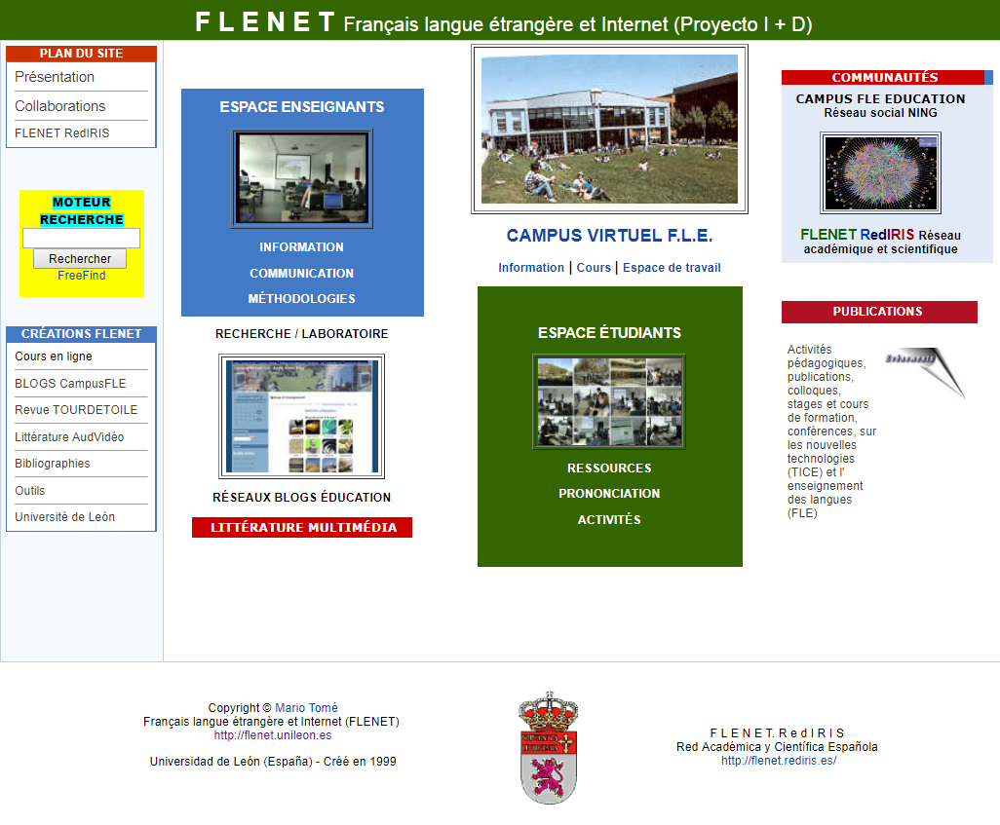 FLENET Français langue étrangère et Internet (Proyecto I + D)
PLAN DU SITE
Présentation
Collaborations
FLENET RedIRIS
MOTEUR
RECHERCHE
Rechercher
FreeFind
CRÉATIONS FLENET
Cours en ligne
BLOGS CampusFLE
Revue TOURDETOILE
Littérature AudVidéo
Bibliographies
Outils
Université de León
ESPACE ENSEIGNANTS
INFORMATION
COMMUNICATION
MÉTHODOLOGIES
RECHERCHE / LABORATOIRE
RÉSEAUX BLOGS ÉDUCATION
LITTÉRATURE MULTIMÉDIA
CAMPUS VIRTUEL F.L.E.
Information | Cours | Espace de travail
ESPACE ÉTUDIANTS
RESSOURCES
PRONONCIATION
ACTIVITÉS
COMMUNAUTÉS
CAMPUS FLE EDUCATION
Réseau social NING
FLENET RedIRIS Réseau
académique et scientifique
PUBLICATIONS
Activités
pédagogiques,
publications,
colloques,
stages et cours
de formation,
conférences, sur
les nouvelles
technologies
(TICE) et l'
enseignement
des langues
(FLE)
Copyright © Mario Tomé
Français langue étrangère et Internet (FLENET)
http://flenet.unileon.es
Universidad de León (España) - Créé en 1999
FLENET.RedIRIS
Red Académica y Científica Española
http://flenet.rediris.es/